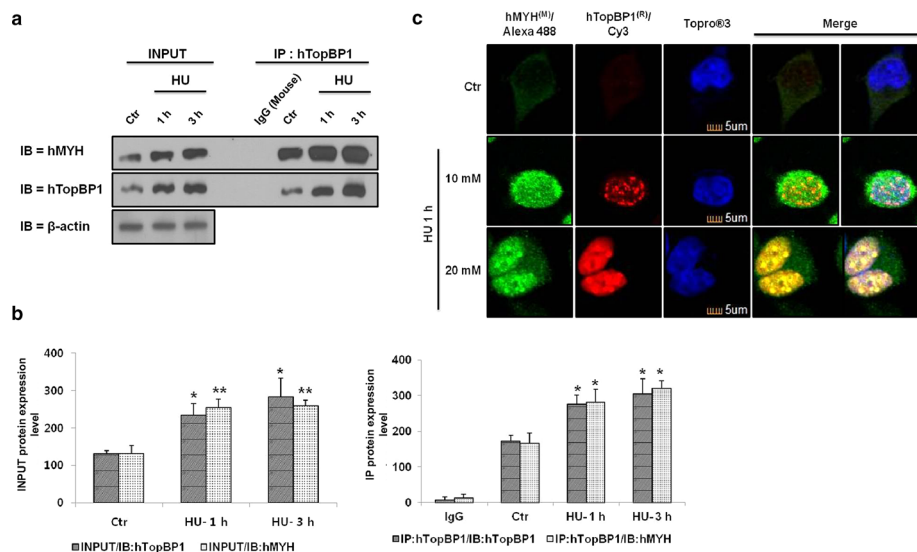 a
INPUT
IP : hTopBP1
HU
IgG (Mouse)
HU
Ctr
1 h
3 h
Ctr
1 h
3 h
IB = hMYH
IB = hTopBP1
IB = β-actin
c
hMYH(M)/
Alexa 488
hTopBP1(R)/
Cy3
Topro®3
Merge
Ctr
5um
HU 1 h
10 mM
5um
20 mM
5um
b
INPUT protein expression
level
400
300
200
100
0
* ** * **
Ctr
HU- 1 h
HU- 3 h
INPUT/IB:hTopBP1
INPUT/IB:hMYH
IP protein expression
level
400
300
200
100
0
* * * *
IgG
Ctr
HU- 1 h
HU- 3 h
IP:hTopBP1/IB:hTopBP1
IP:hTopBP1/IB:hMYH